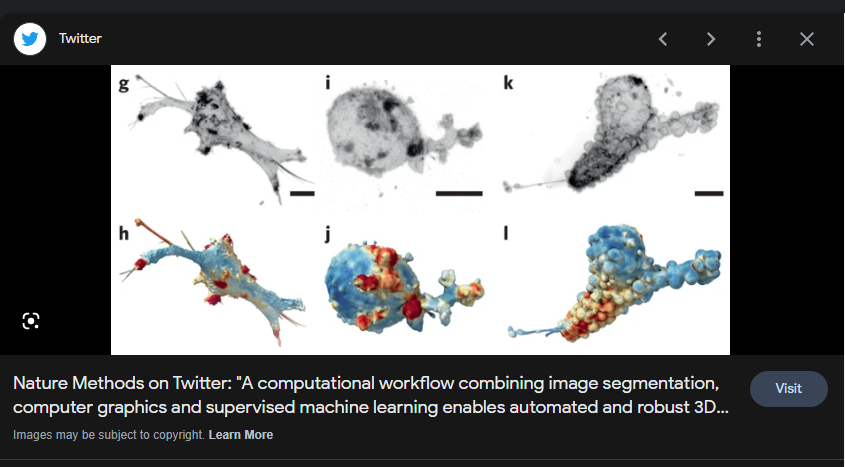 Twitter
g
i
k
h
j
l
Nature Methods on Twitter: "A computational workflow combining image segmentation,
computer graphics and supervised machine learning enables automated and robust 3D...
Visit
Images may be subject to copyright. Learn More